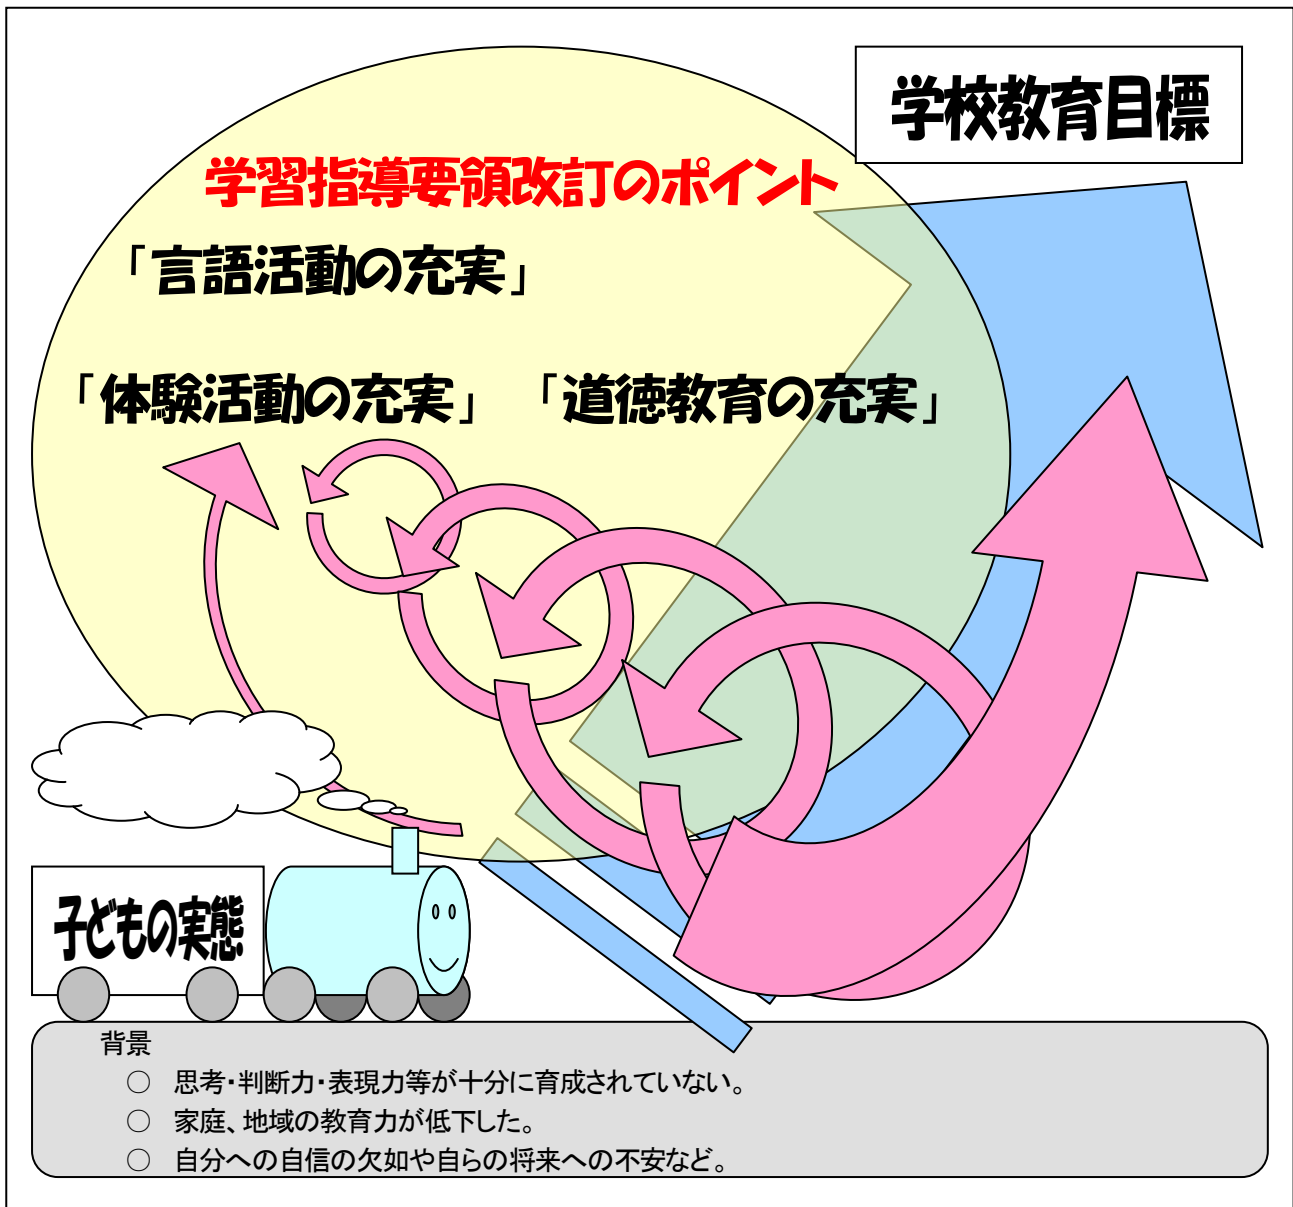 学校教育目標
学習指導要領改訂のポイント
「言語活動の充実」
「体験活動の充実」 「道徳教育の充実」
子どもの実態
背景
○ 思考・判断力・表現力等が十分に育成されていない。
○ 家庭、地域の教育力が低下した。
○ 自分への自信の欠如や自らの将来への不安など。